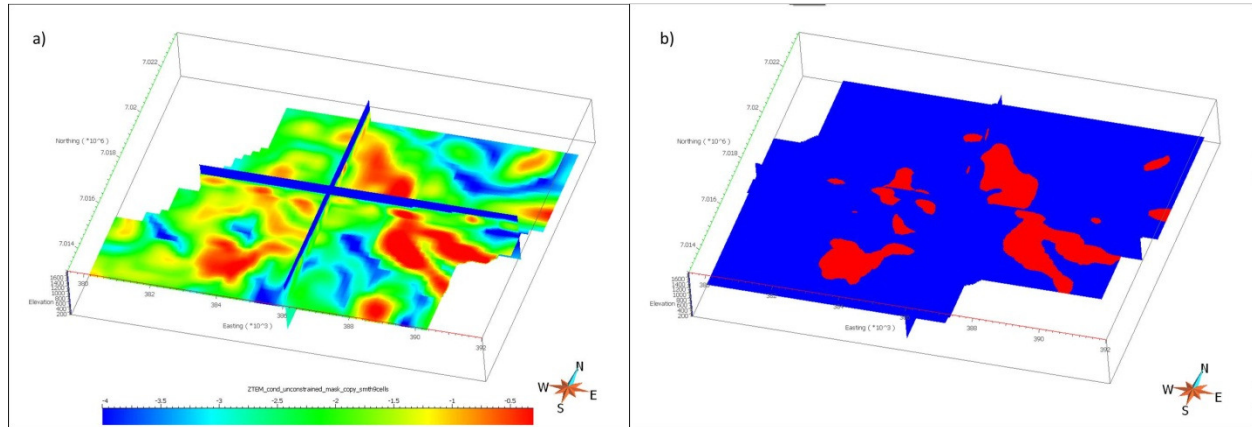 a)
7.022
7.02
Northing ( *10^6)
7.018
7.016
7.014
1600
1400
1200
1000
800
600
400
200
Elevation
380
382
384
386
388
390
392
Easting ( *10^3)
ZTEM_cond_unconstrained_mask_copy_smth9cells
-4
-3.5
-3
-2.5
-2
-1.5
-1
-0.5
N
W
E
S
b)
7.022
7.02
Northing ( *10^6)
7.018
7.016
7.014
1600
1400
1200
1000
800
600
400
200
Elevation
388
390
392
Easting ( *10^3)
N
W
E
S